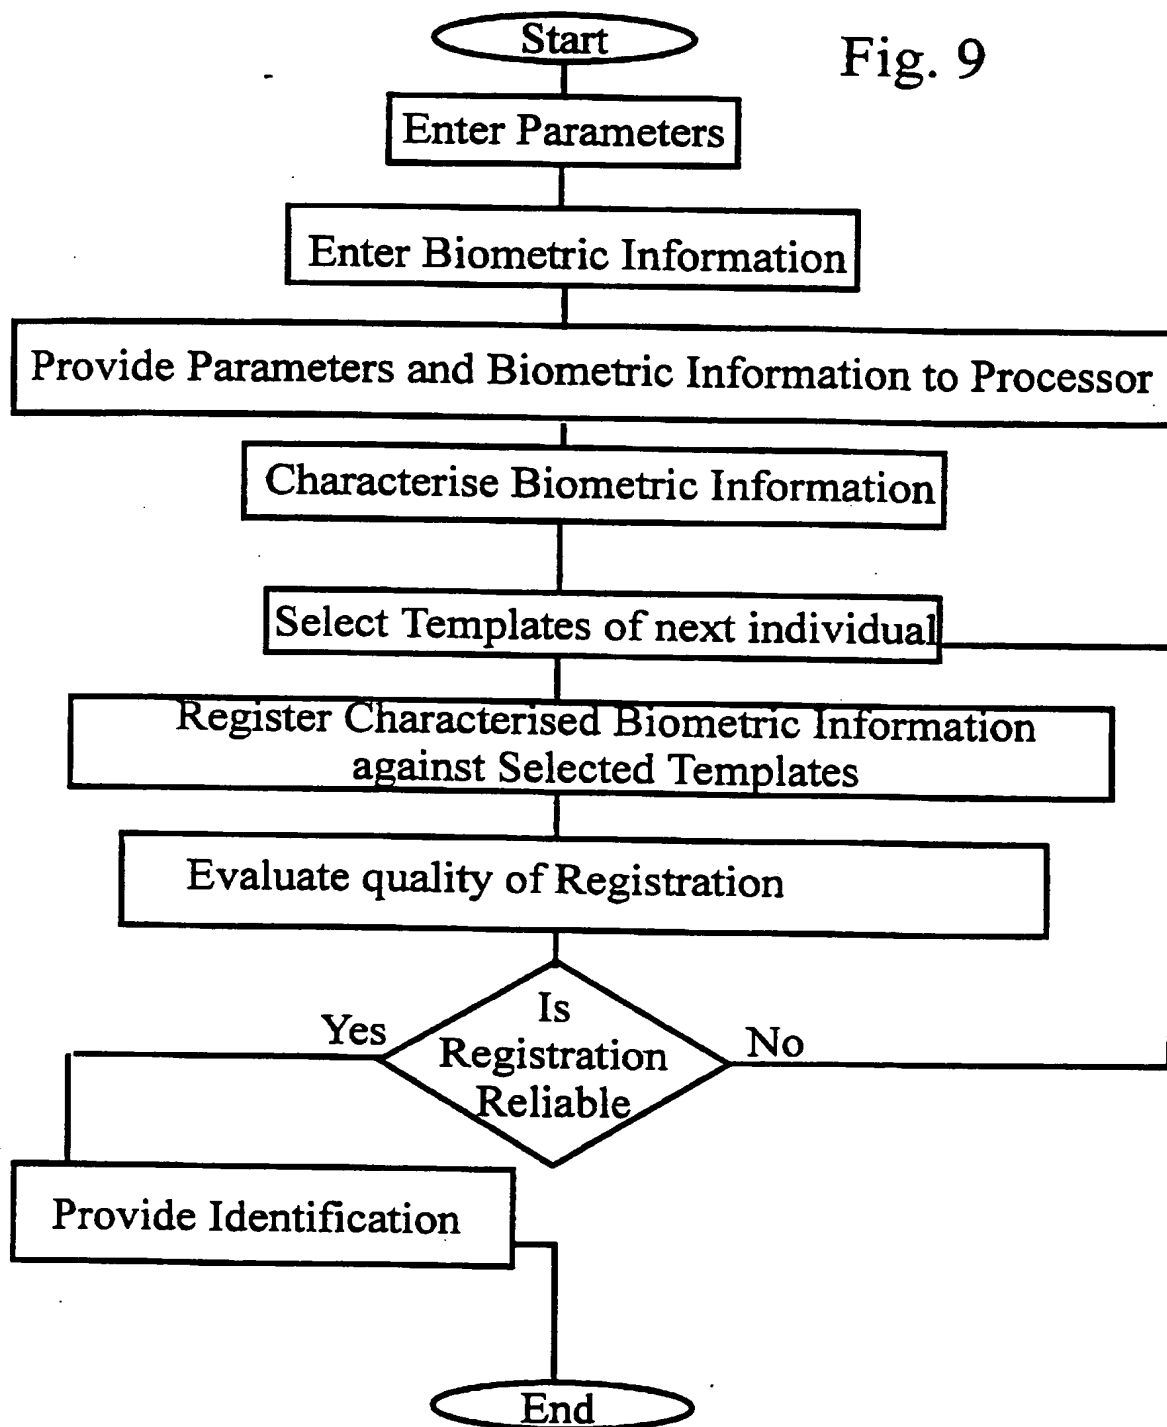 Start
Fig. 9
Enter Parameters
Enter Biometric Information
Provide Parameters and Biometric Information to Processor
Characterise Biometric Information
Select Templates of next individual
Register Characterised Biometric Information
against Selected Templates
Evaluate quality of Registration
Is
Registration
Reliable
Yes
No
Provide Identification
End